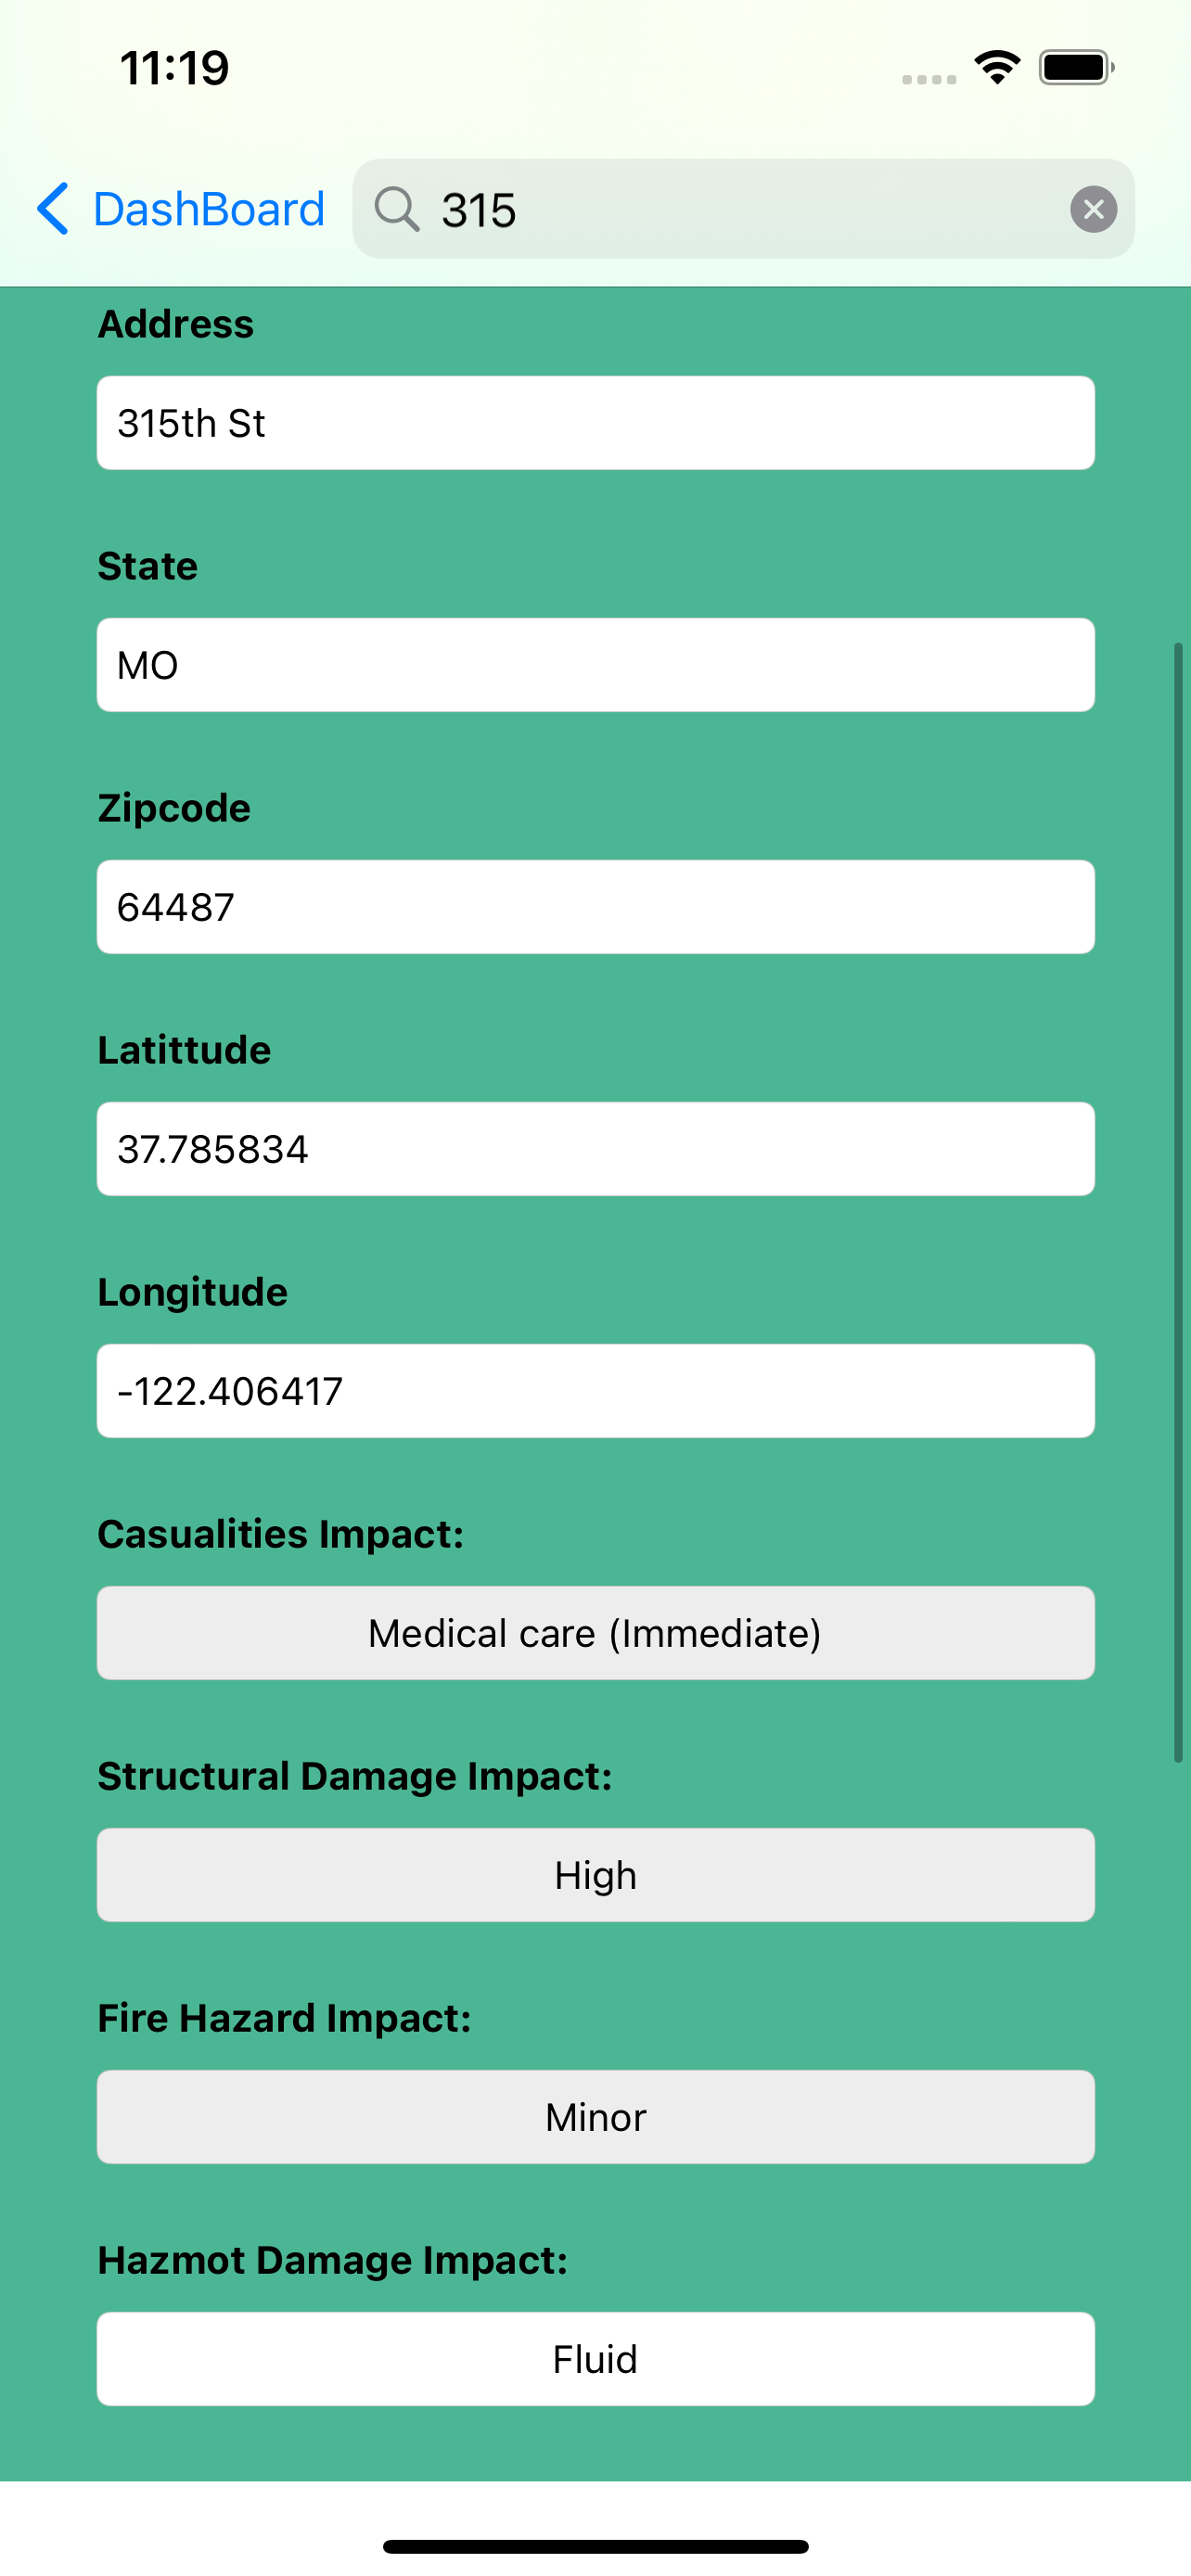 11:19
DashBoard
315
Address
315th St
State
MO
Zipcode
64487
Latittude
37.785834
Longitude
-122.406417
Casualities Impact:
Medical care (Immediate)
Structural Damage Impact:
High
Fire Hazard Impact:
Minor
Hazmot Damage Impact:
Fluid